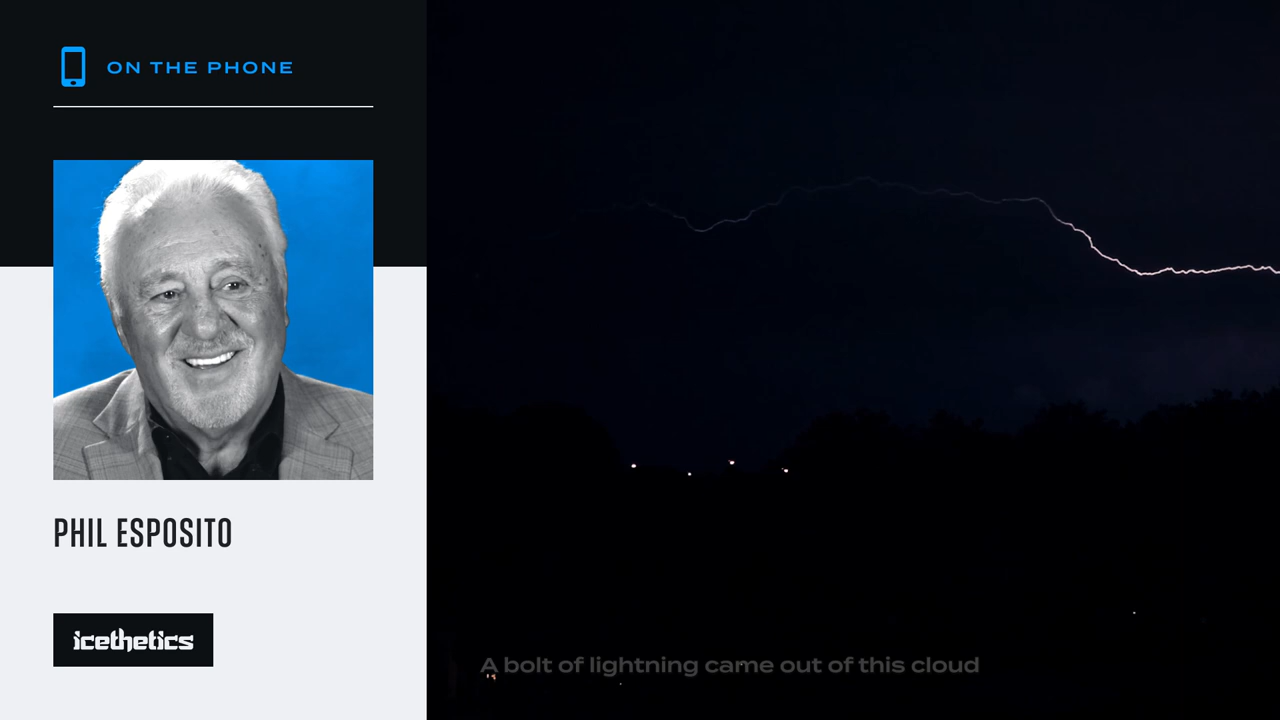 ON THE PHONE
PHIL ESPOSITO
icethetics
A bolt of lightning came out of this cloud